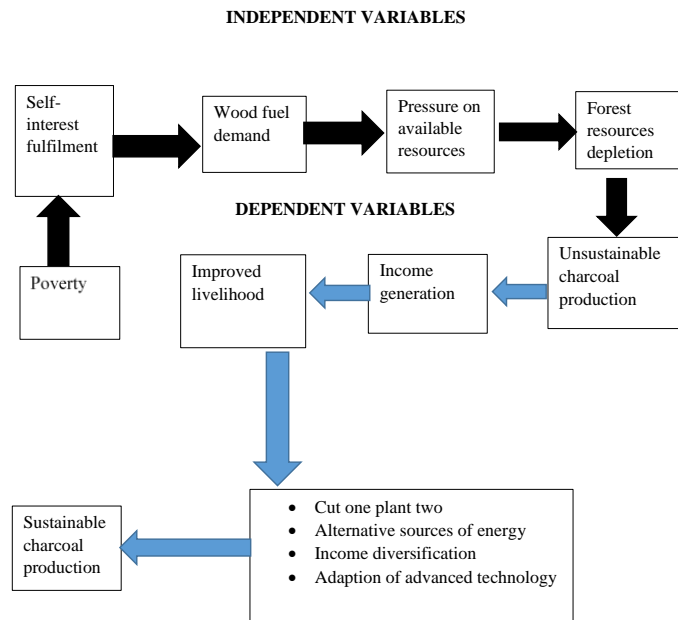 INDEPENDENT VARIABLES
Self-
interest
fulfilment
Wood fuel
demand
Pressure on
available
resources
Forest
resources
depletion
DEPENDENT VARIABLES
Poverty
Improved
livelihood
Income
generation
Unsustainable
charcoal
production
Sustainable
charcoal
production
• Cut one plant two
• Alternative sources of energy
• Income diversification
• Adaption of advanced technology